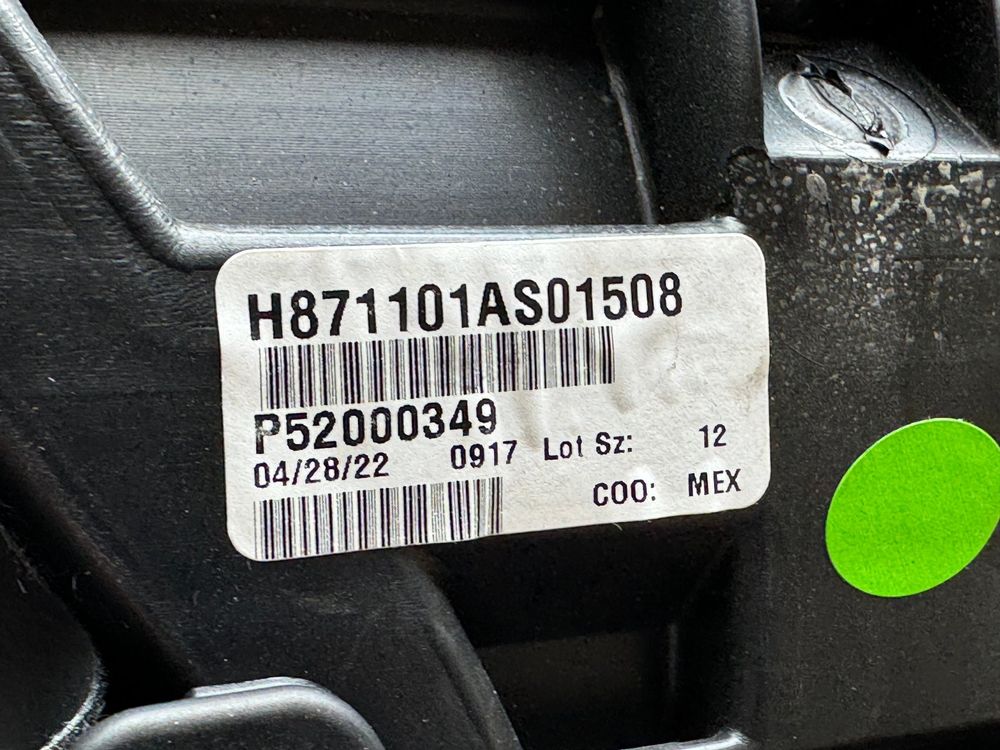 H871101AS01508
P52000349
04/28/22 0917 Lot Sz: 12
COO: MEX